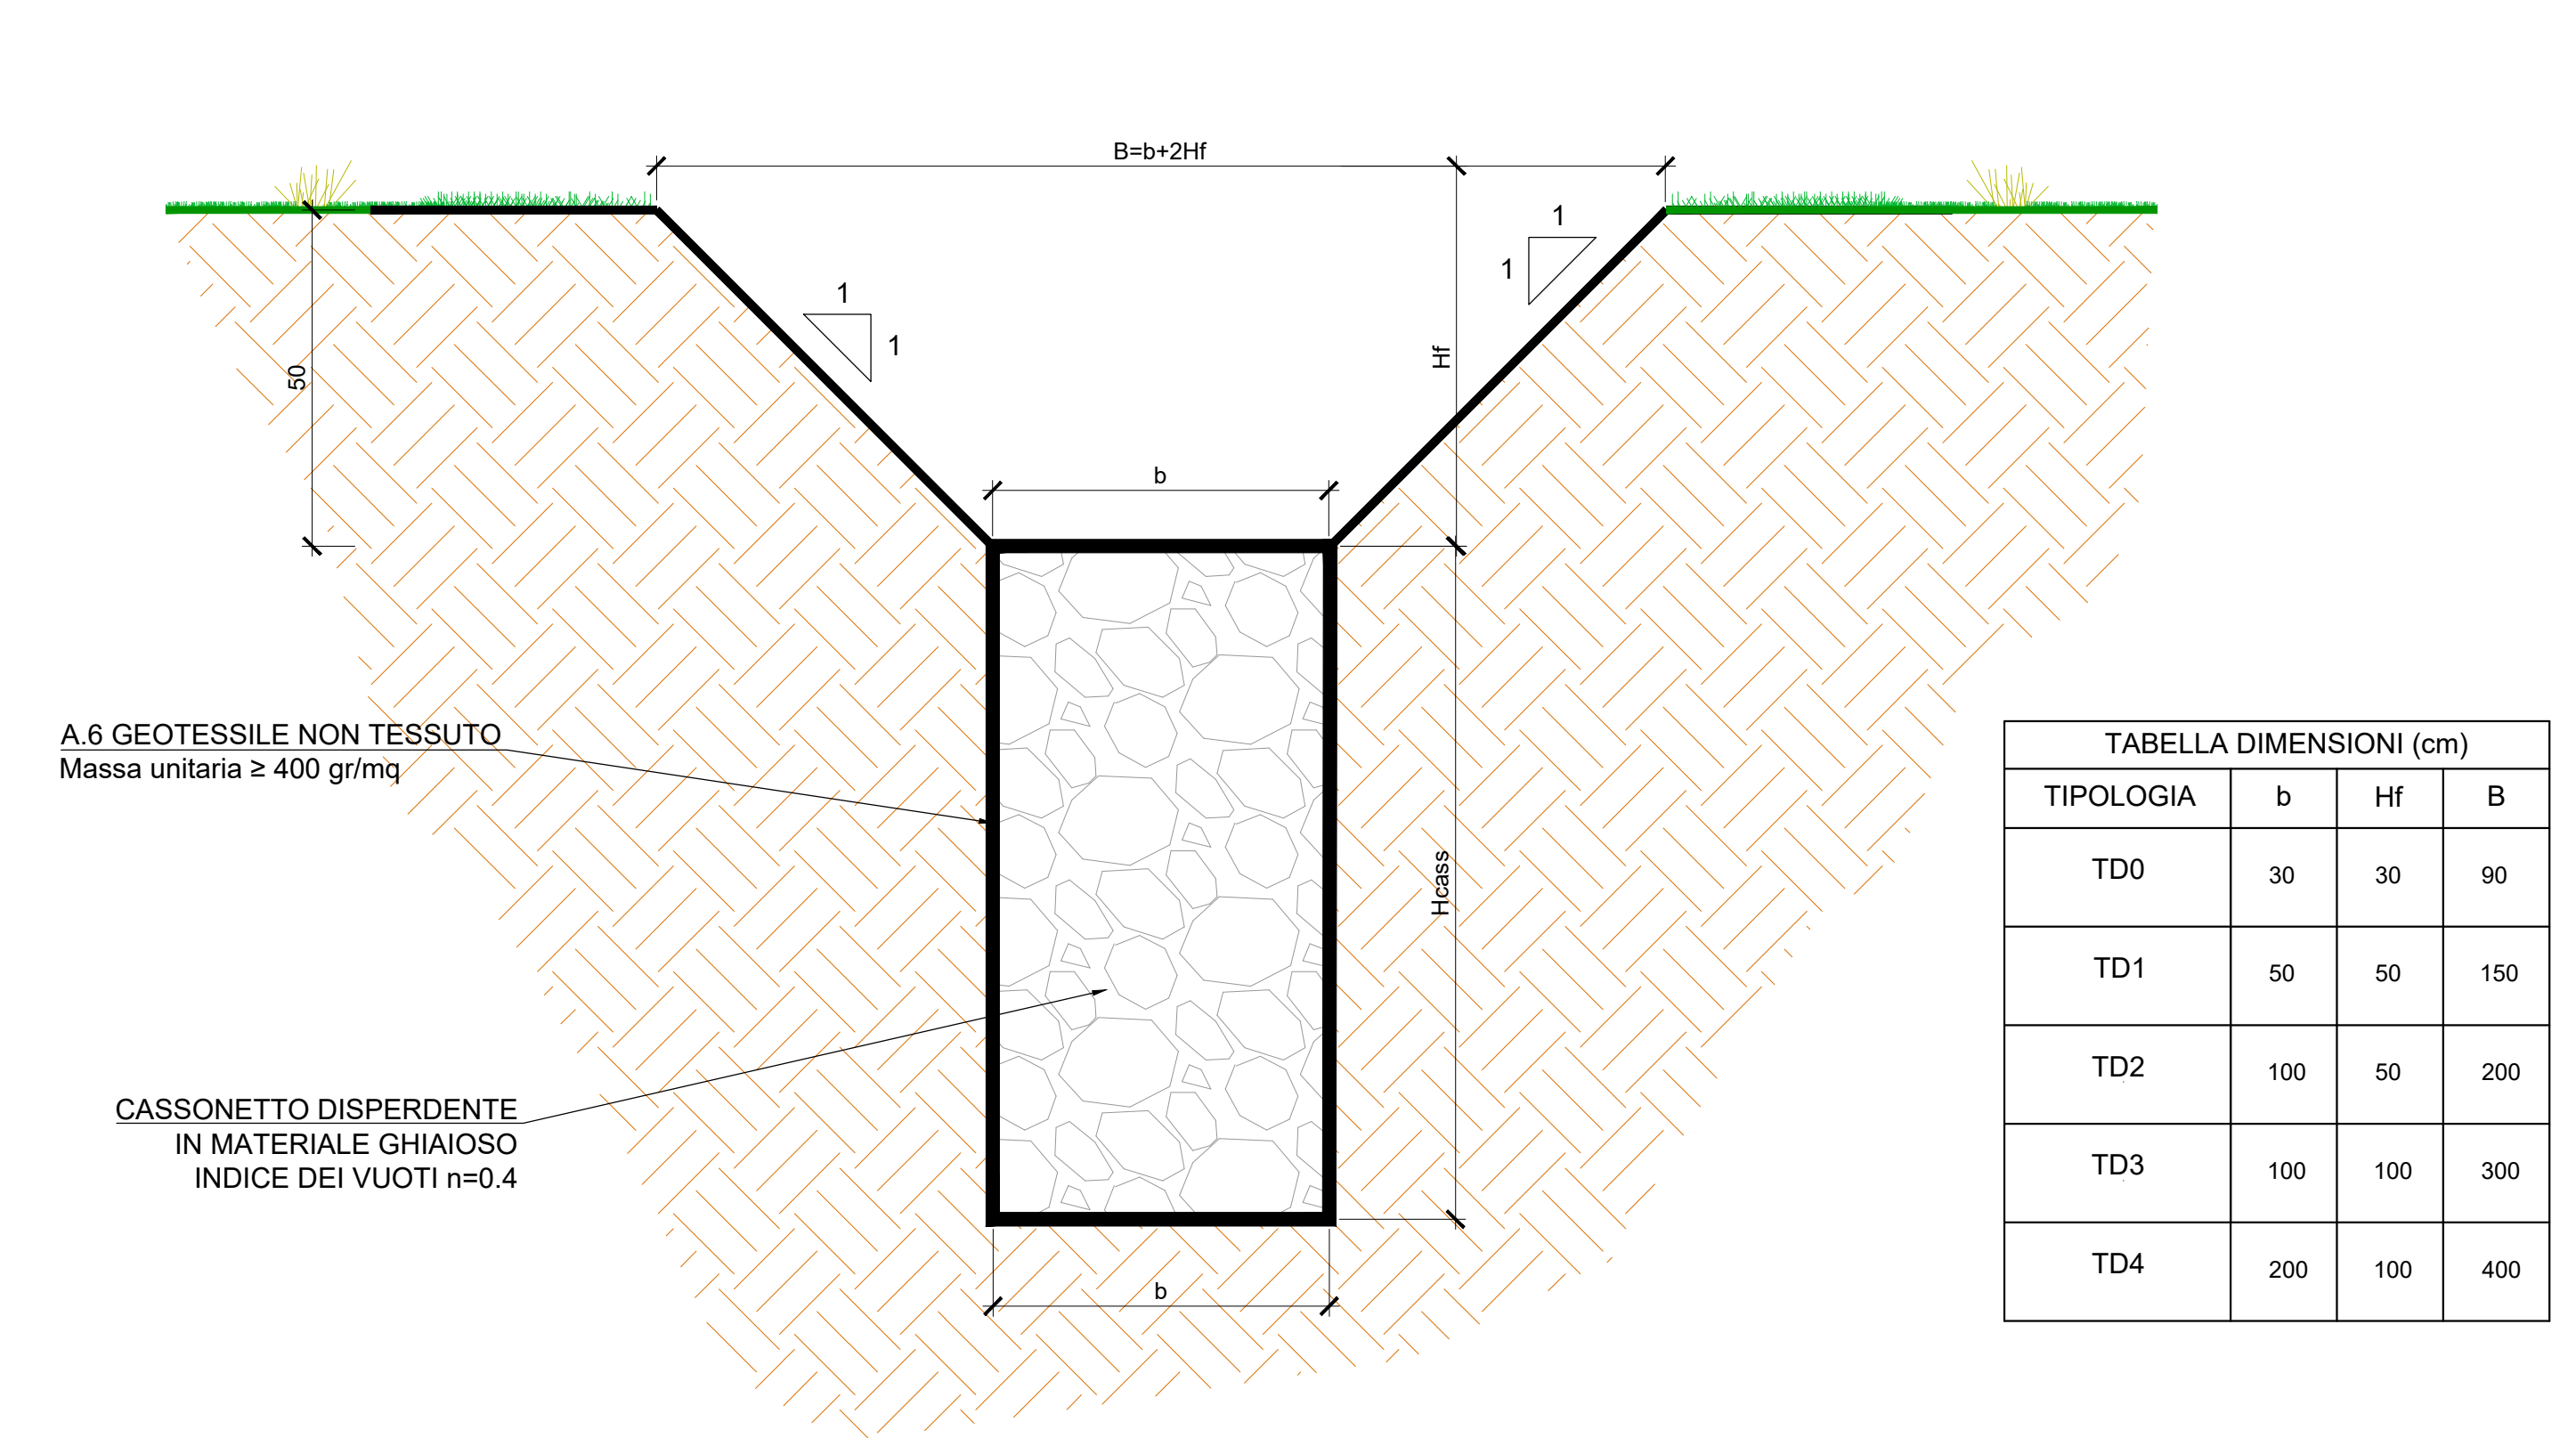 B=b+2Hf
1
1
1
1
50
Hf
b
A.6 GEOTESSILE NON TESSUTO
Massa unitaria ≥ 400 gr/mq
Hcass
CASSONETTO DISPERDENTE
IN MATERIALE GHIAIOSO
INDICE DEI VUOTI n=0.4
b
TABELLA DIMENSIONI (cm)
TIPOLOGIA b Hf B
TD0 30 30 90
TD1 50 50 150
TD2 100 50 200
TD3 100 100 300
TD4 200 100 400